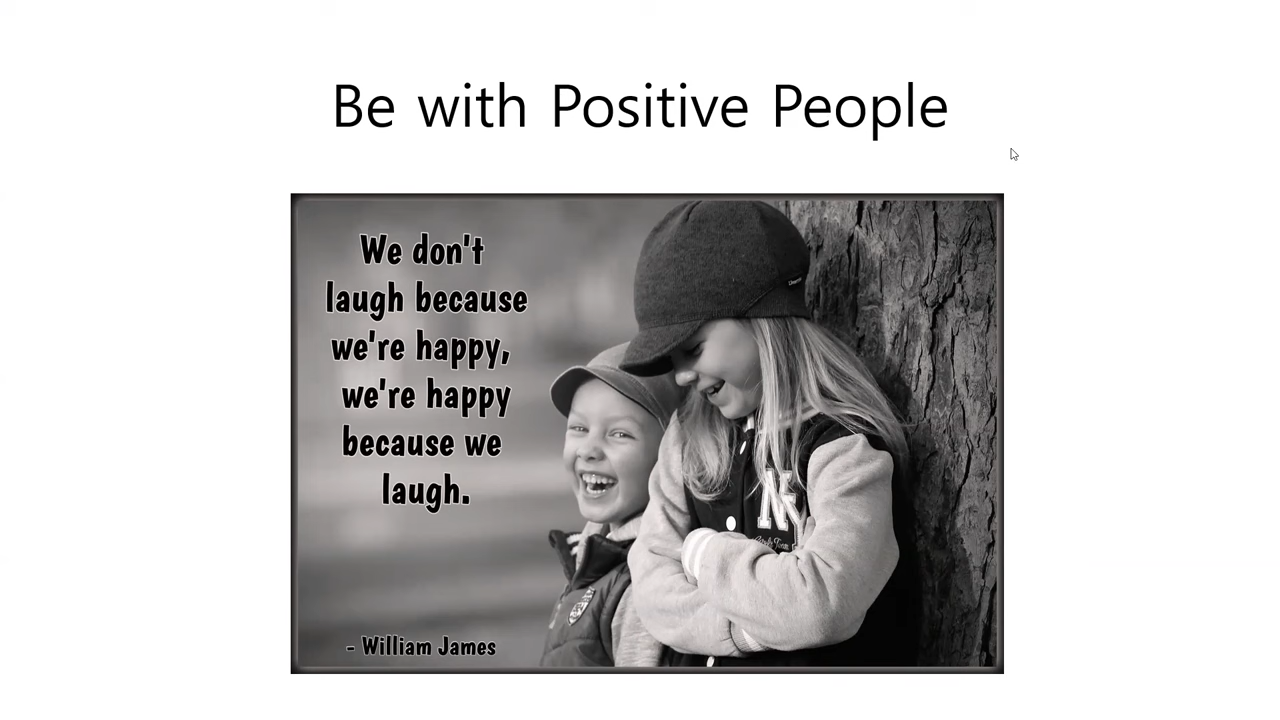 Be with Positive People
We don't
laugh because
we're happy,
we're happy
because we
laugh.
- William James
NY